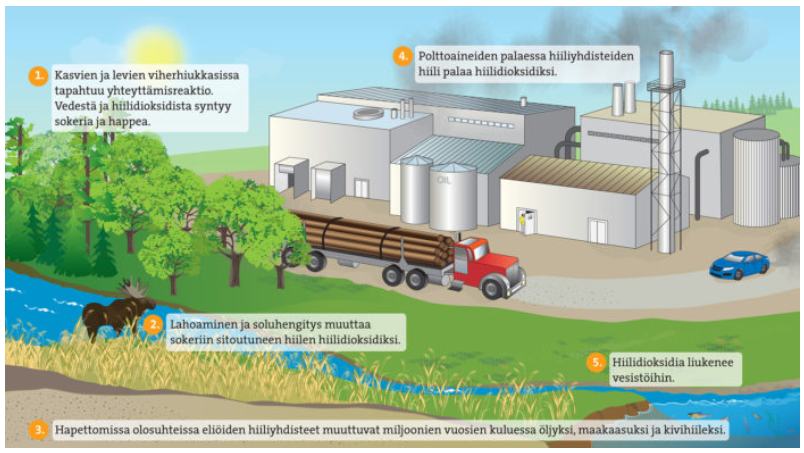 1. Kasvien ja levien viherhiukkasissa
tapahtuu yhteyttämisreaktio.
Vedestä ja hiilidioksidista syntyy
sokeria ja happea.
4. Polttoaineiden palaessa hiiliyhdisteiden
hiili palaa hiilidioksidiksi.
OIL
2. Lahoaminen ja soluhengitys muuttaa
sokeriin sitoutuneen hiilen hiilidioksidiksi.
5. Hiilidioksidia liukenee
vesistöihin.
3. Hapettomissa olosuhteissa eliöiden hiiliyhdisteet muuttuvat miljoonien vuosien kuluessa öljyksi, maakaasuksi ja kivihiileksi.